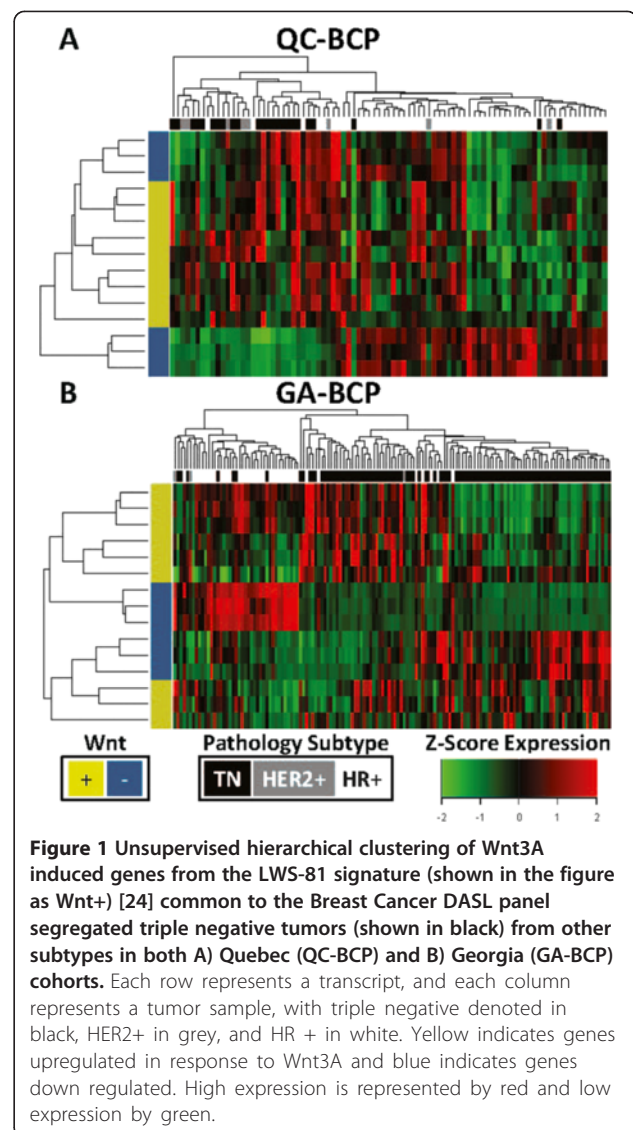 A QC-BCP
B GA-BCP
Wnt Pathology Subtype Z-Score Expression
+ - TN HER2+ HR+
-2 -1 0 1 2
Figure 1 Unsupervised hierarchical clustering of Wnt3A
induced genes from the LWS-81 signature (shown in the figure
as Wnt+) [24] common to the Breast Cancer DASL panel
segregated triple negative tumors (shown in black) from other
subtypes in both A) Quebec (QC-BCP) and B) Georgia (GA-BCP)
cohorts. Each row represents a transcript, and each column
represents a tumor sample, with triple negative denoted in
black, HER2+ in grey, and HR + in white. Yellow indicates genes
upregulated in response to Wnt3A and blue indicates genes
down regulated. High expression is represented by red and low
expression by green.